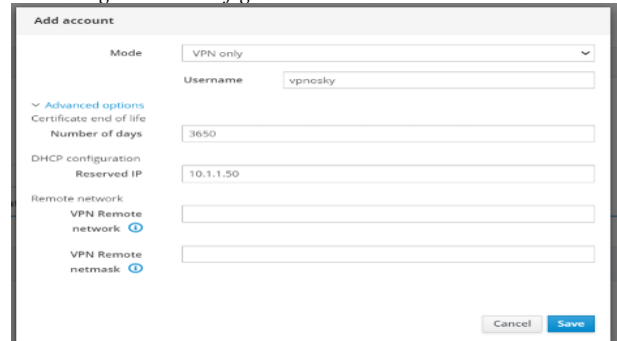 Add account
Mode VPN only
Username vpnosky
Advanced options
Certificate end of life
Number of days 3650
DHCP configuration
Reserved IP 10.1.1.50
Remote network
VPN Remote
network
VPN Remote
netmask
Cancel Save